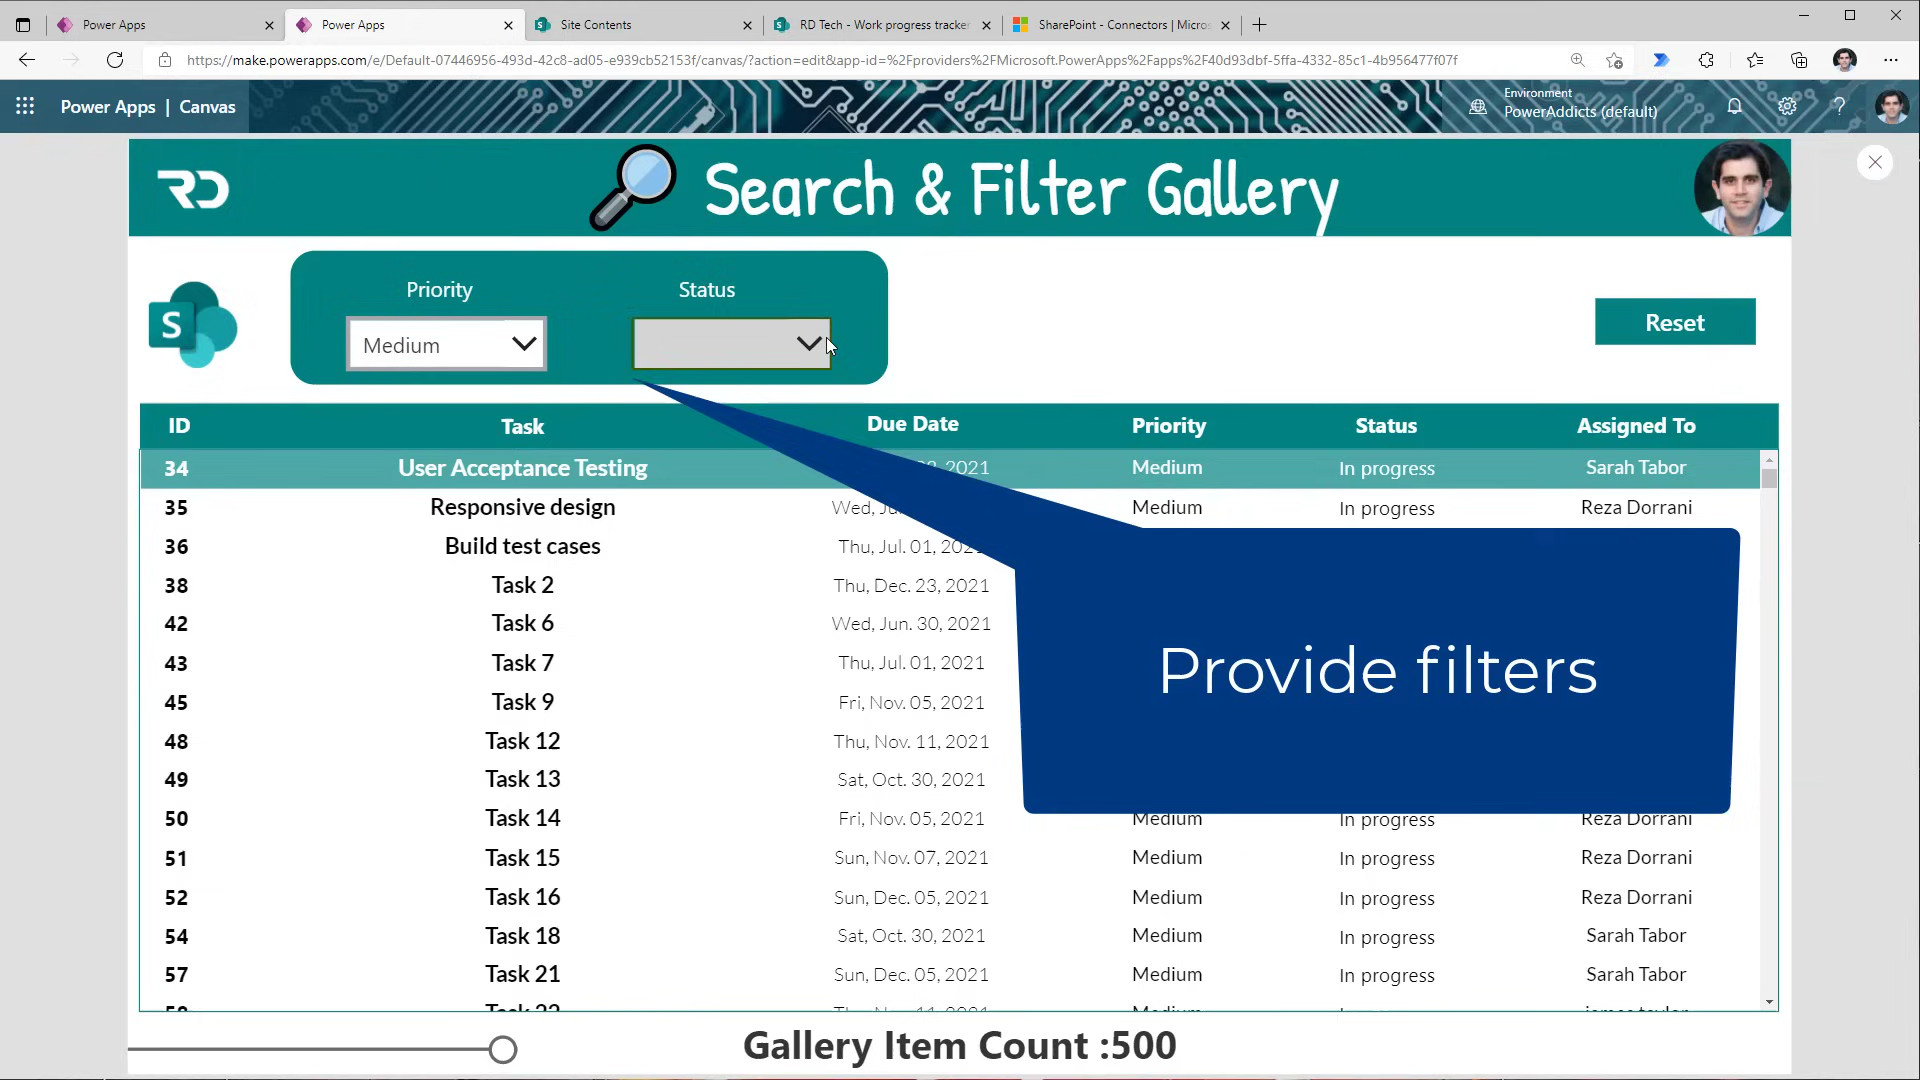 Power Apps
Power Apps
Site Contents
RD Tech - Work progress tracker
SharePoint - Connectors | Micros
https://make.powerapps.com/e/Default-07446956-493d-42c8-ad05-e939cb52153f/canvas/?action=edit&app-id=%2Fproviders%2FMicrosoft.PowerApps%2Fapps%2F40d93dbf-5ffa-4332-85c1-4b956477f07f
Power Apps | Canvas
Environment
PowerAddicts (default)
RD
Search & Filter Gallery
S
Priority
Status
Medium
Reset
ID Task Due Date Priority Status Assigned To
34 User Acceptance Testing 2021 Medium In progress Sarah Tabor
35 Responsive design Wed, Medium In progress Reza Dorrani
36 Build test cases Thu, Jul. 01, 2021
38 Task 2 Thu, Dec. 23, 2021
42 Task 6 Wed, Jun. 30, 2021
43 Task 7 Thu, Jul. 01, 2021
45 Task 9 Fri, Nov. 05, 2021
48 Task 12 Thu, Nov. 11, 2021
49 Task 13 Sat, Oct. 30, 2021
50 Task 14 Fri, Nov. 05, 2021 Medium In progress Reza Dorrani
51 Task 15 Sun, Nov. 07, 2021 Medium In progress Reza Dorrani
52 Task 16 Sun, Dec. 05, 2021 Medium In progress Reza Dorrani
54 Task 18 Sat, Oct. 30, 2021 Medium In progress Sarah Tabor
57 Task 21 Sun, Dec. 05, 2021 Medium In progress Sarah Tabor
Provide filters
Gallery Item Count :500